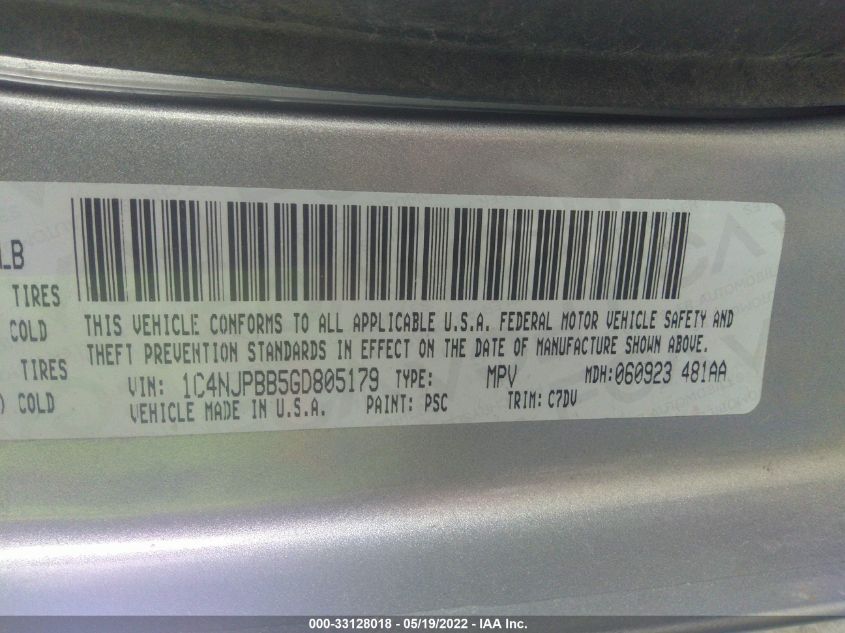 LB
TIRES
COLD
TIRES
) COLD
THIS VEHICLE CONFORMS TO ALL APPLICABLE U.S.A. FEDERAL MOTOR VEHICLE SAFETY AND
THEFT PREVENTION STANDARDS IN EFFECT ON THE DATE OF MANUFACTURE SHOWN ABOVE.
VIN: 1C4NJPBB5GD805179 TYPE: MPV MDH:060923 481AA
VEHICLE MADE IN U.S.A. PAINT: PSC TRIM: C7DV
000-33128018 - 05/19/2022 - IAA Inc.